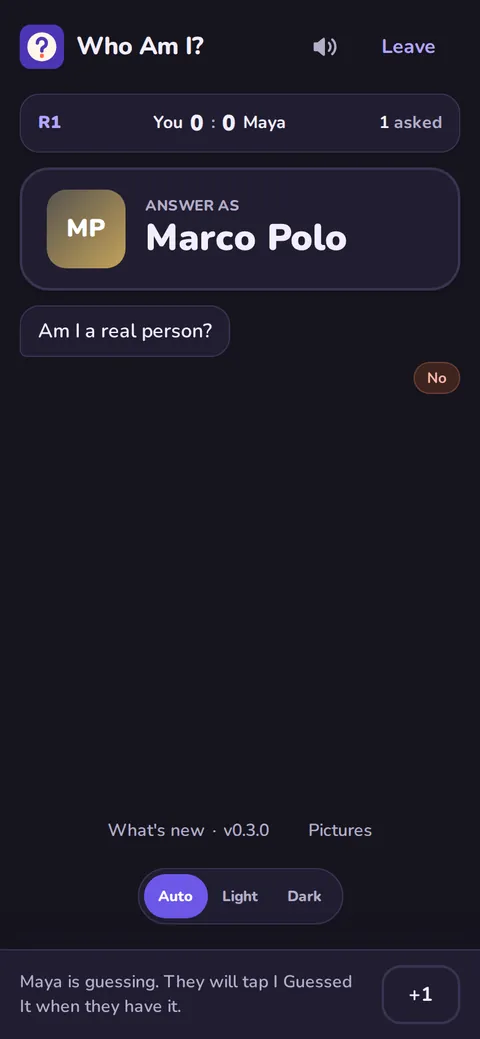 Who Am I?
Leave
R1
You 0 : 0 Maya
1 asked
MP
ANSWER AS
Marco Polo
Am I a real person?
No
What's new · v0.3.0
Pictures
Auto
Light
Dark
Maya is guessing. They will tap I Guessed
It when they have it.
+1